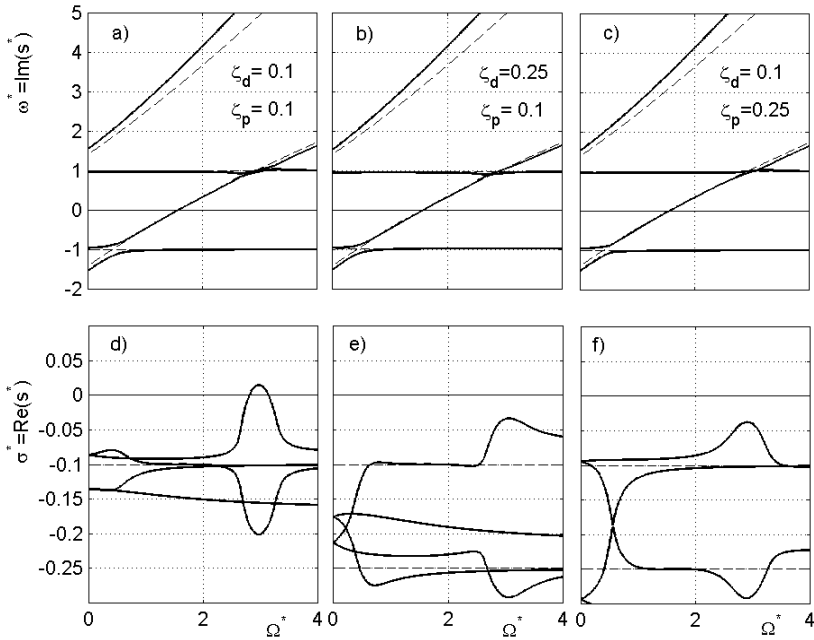 ω* =Im(s*
5
4
3
2
1
0
-1
-2
a)
ζd= 0.1
ζp= 0.1
b)
ζd=0.25
ζp= 0.1
c)
ζd= 0.1
ζp=0.25
σ* =Re(s*
0.05
0
-0.05
-0.1
-0.15
-0.2
-0.25
d)
e)
f)
0 2 Ω* 4
0 2 Ω* 4
0 2 Ω* 4